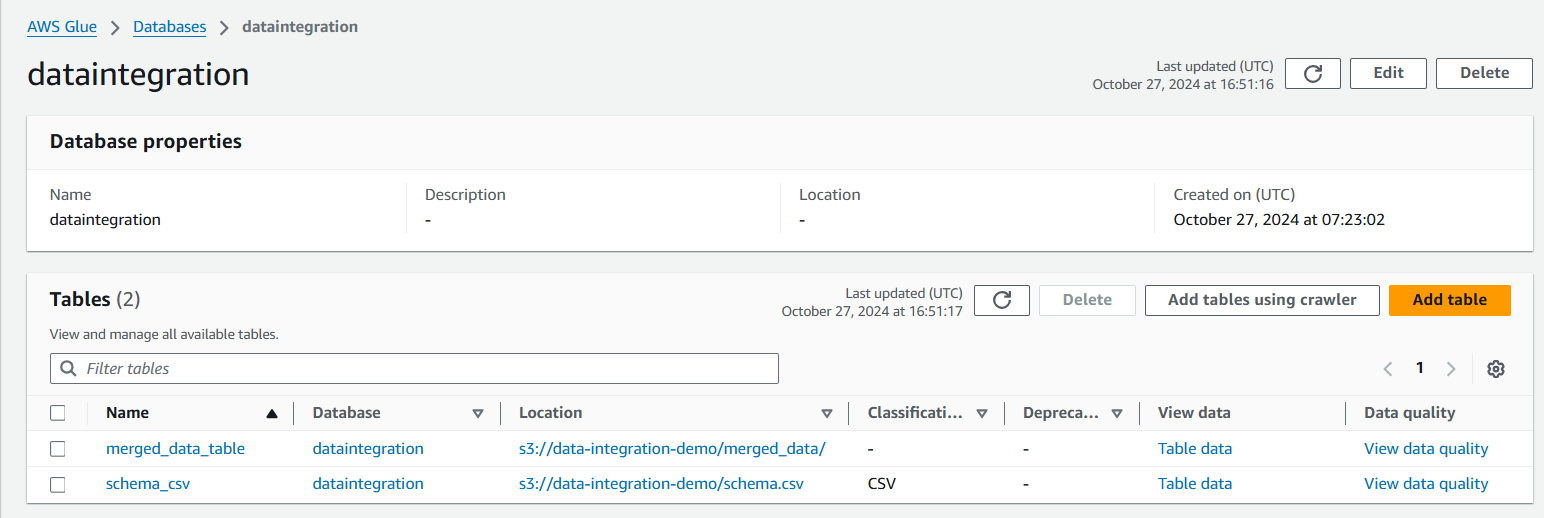 AWS Glue > Databases > dataintegration
dataintegration
Last updated (UTC)
October 27, 2024 at 16:51:16
Edit
Delete
Database properties
Name
Description
Location
Created on (UTC)
dataintegration
-
-
October 27, 2024 at 07:23:02
Tables (2)
Last updated (UTC)
October 27, 2024 at 16:51:17
Delete
Add tables using crawler
Add table
View and manage all available tables.
Filter tables
1
Name Database Location Classificati... Depreca... View data Data quality
merged_data_table dataintegration s3://data-integration-demo/merged_data/ - - Table data View data quality
schema_csv dataintegration s3://data-integration-demo/schema.csv CSV - Table data View data quality